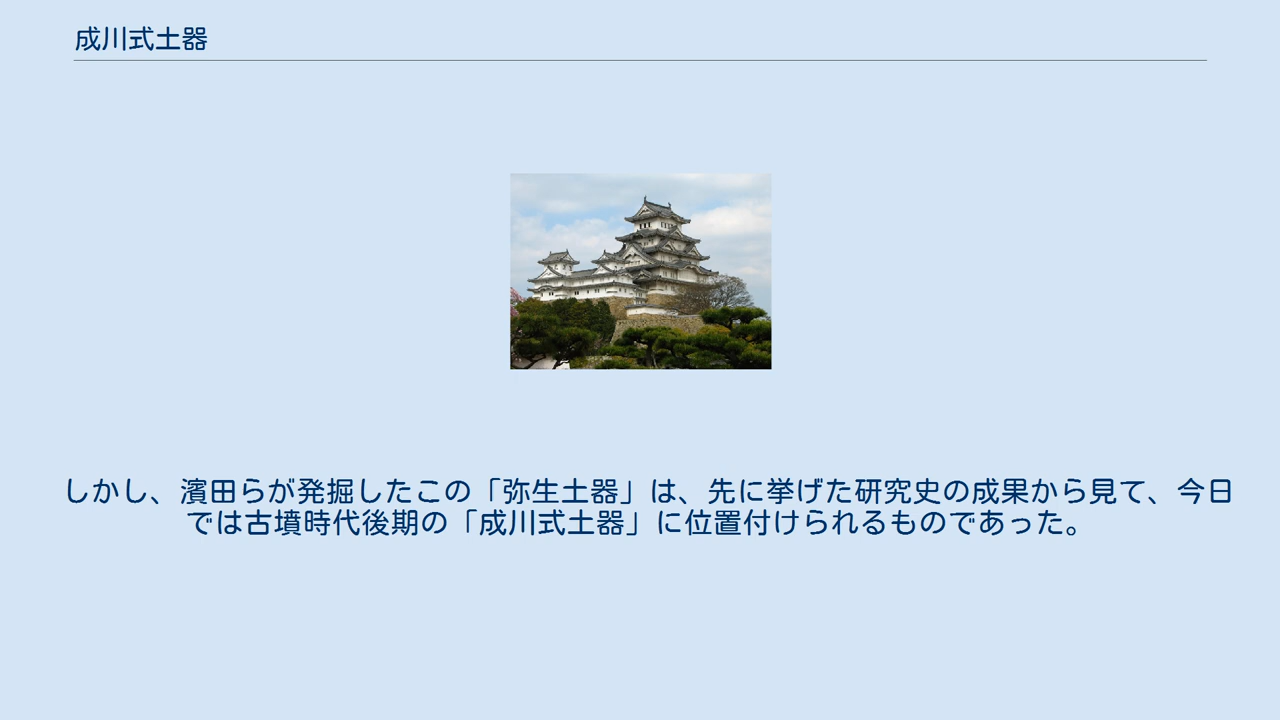 成川式土器
しかし、濱田らが発掘したこの「弥生土器」は、先に挙げた研究史の成果から見て、今日
では古墳時代後期の「成川式土器」に位置付けられるものであった。